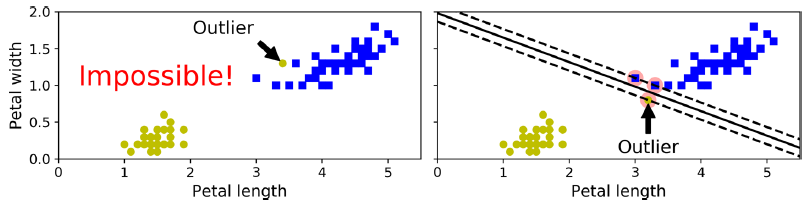 Outlier
Impossible!
Petal width
2.0
1.5
1.0
0.5
0.0
0 1 2 3 4 5
Petal length
Outlier
0 1 2 3 4 5
Petal length